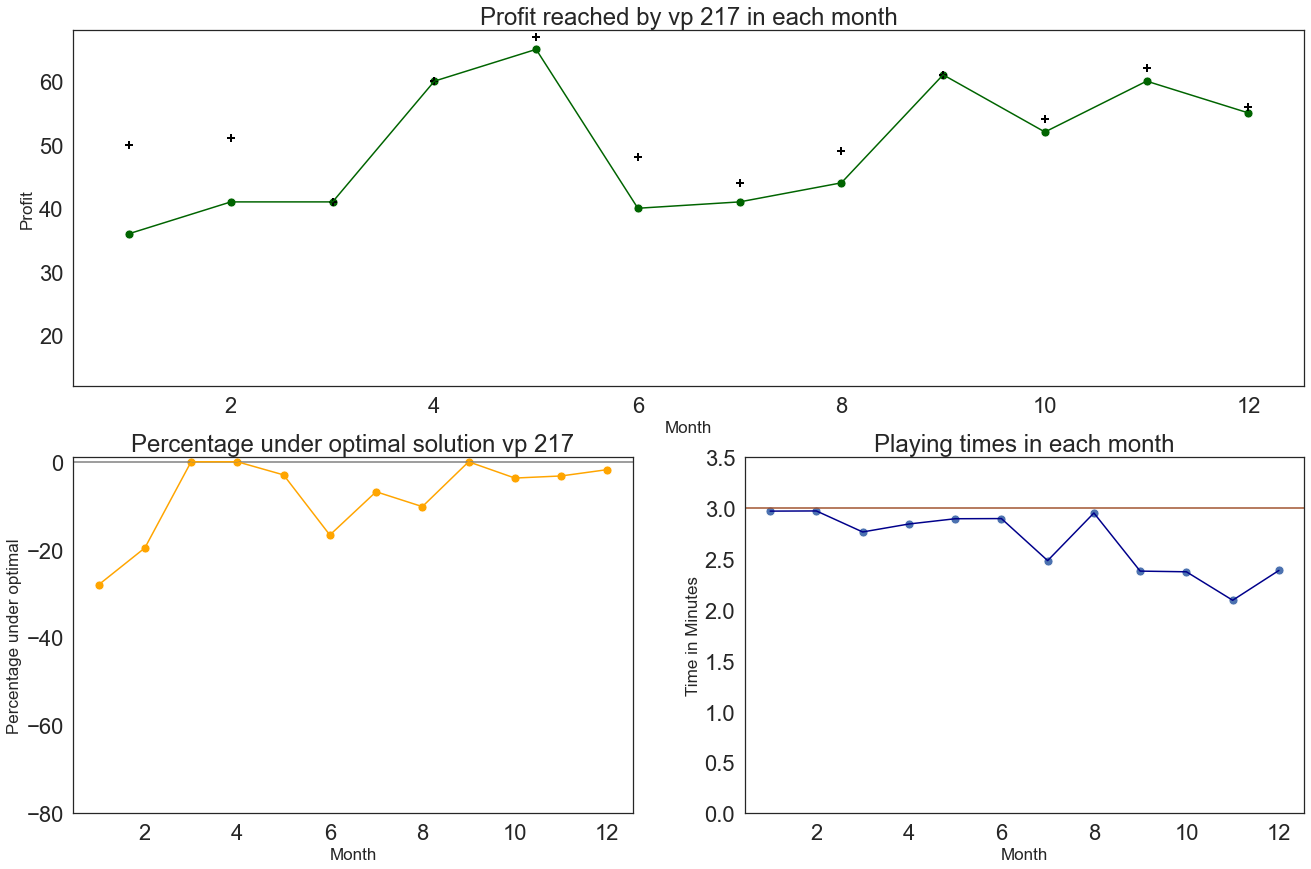 Profit reached by vp 217 in each month
60
50
40
30
20
Profit
2 4 6 8 10 12
Month
Percentage under optimal solution vp 217
0
−20
−40
−60
−80
Percentage under optimal
2 4 6 8 10 12
Month
Playing times in each month
3.5
3.0
2.5
2.0
1.5
1.0
0.5
0.0
Time in Minutes
2 4 6 8 10 12
Month